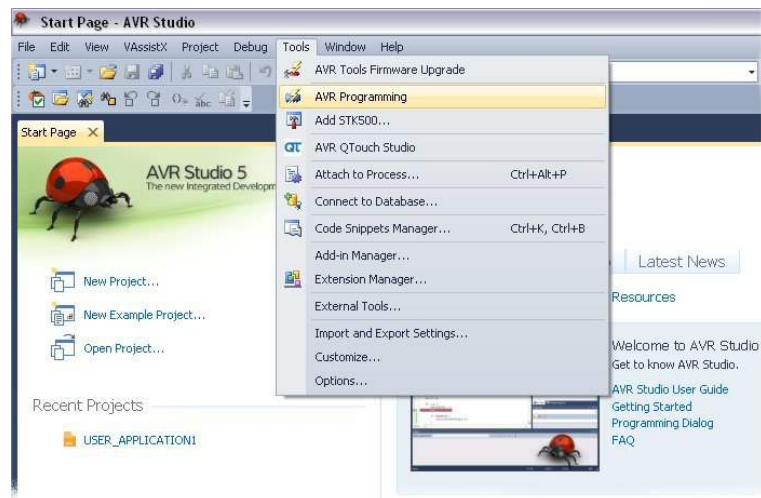 Start Page - AVR Studio
File Edit View VAssistX Project Debug Tools Window Help
Start Page
AVR Studio 5
The new Integrated Developm
New Project...
New Example Project...
Open Project...
Recent Projects
USER_APPLICATION1
AVR Tools Firmware Upgrade
AVR Programming
Add STK500...
QT AVR QTouch Studio
Attach to Process... Ctrl+Alt+P
Connect to Database...
Code Snippets Manager... Ctrl+K, Ctrl+B
Add-in Manager...
Extension Manager...
External Tools...
Import and Export Settings...
Customize...
Options...
Latest News
Resources
Welcome to AVR Studio
Get to know AVR Studio.
AVR Studio User Guide
Getting Started
Programming Dialog
FAQ